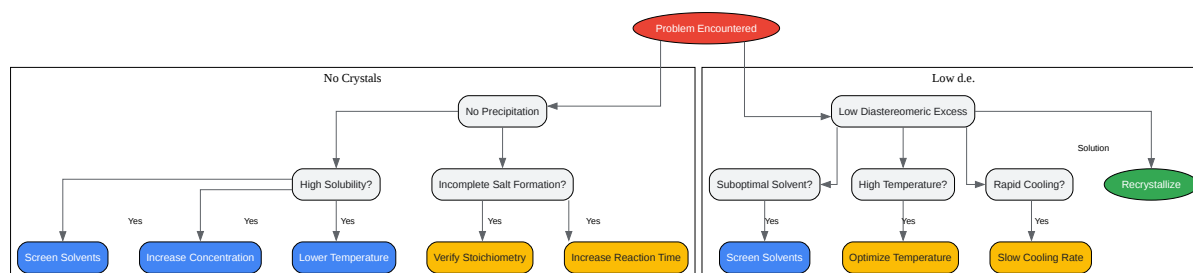 Problem Encountered
No Crystals
Low d.e.
No Precipitation
Low Diastereomeric Excess
Solution
High Solubility?
Incomplete Salt Formation?
Suboptimal Solvent?
High Temperature?
Rapid Cooling?
Recrystallize
Yes
Yes
Yes
Yes
Yes
Yes
Yes
Yes
Screen Solvents
Increase Concentration
Lower Temperature
Verify Stoichiometry
Increase Reaction Time
Screen Solvents
Optimize Temperature
Slow Cooling Rate